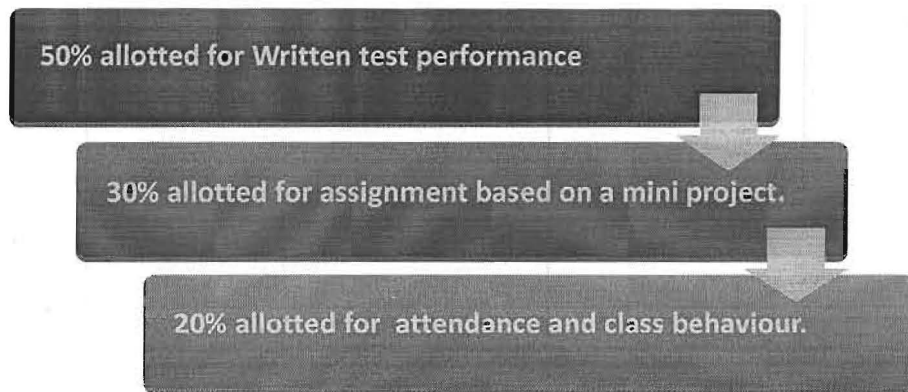 50% allotted for Written test performance
30% allotted for assignment based on a mini project.
20% allotted for attendance and class behaviour.